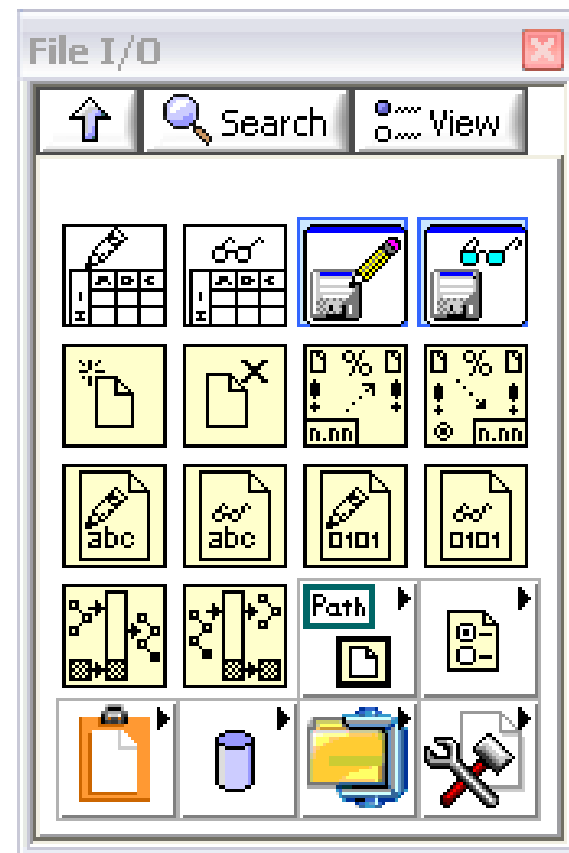 File I/O
Search View
% %
n.nn n.nn
abc abc 0101 0101
Path